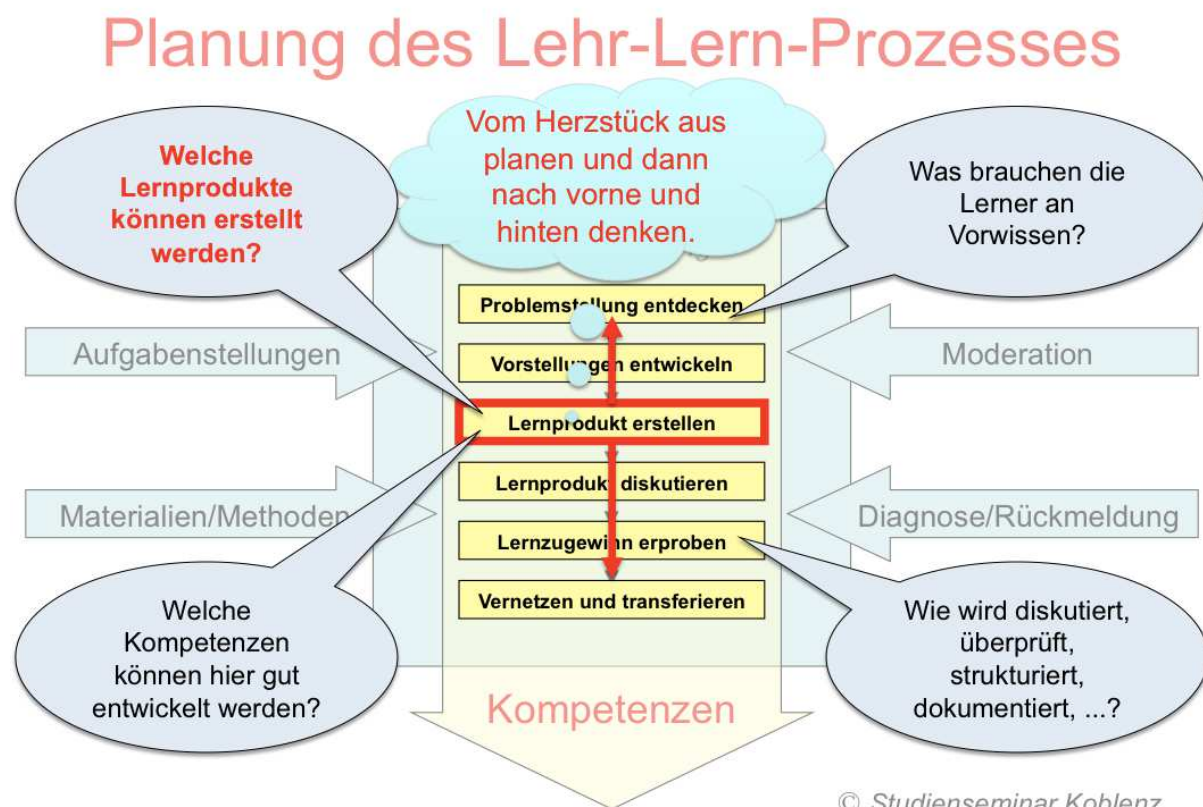 Planung des Lehr-Lern-Prozesses
Vom Herzstück aus
planen und dann
nach vorne und
hinten denken.
Welche
Lernprodukte
können erstellt
werden?
Was brauchen die
Lerner an
Vorwissen?
Problemstellung entdecken
Aufgabenstellungen
Vorstellungen entwickeln
Moderation
Lernprodukt erstellen
Lernprodukt diskutieren
Materialien/Methoden
Diagnose/Rückmeldung
Lernzugewinn erproben
Vernetzen und transferieren
Welche
Kompetenzen
können hier gut
entwickelt werden?
Wie wird diskutiert,
überprüft,
strukturiert,
dokumentiert, ...?
Kompetenzen
© Studienseminar Koblenz